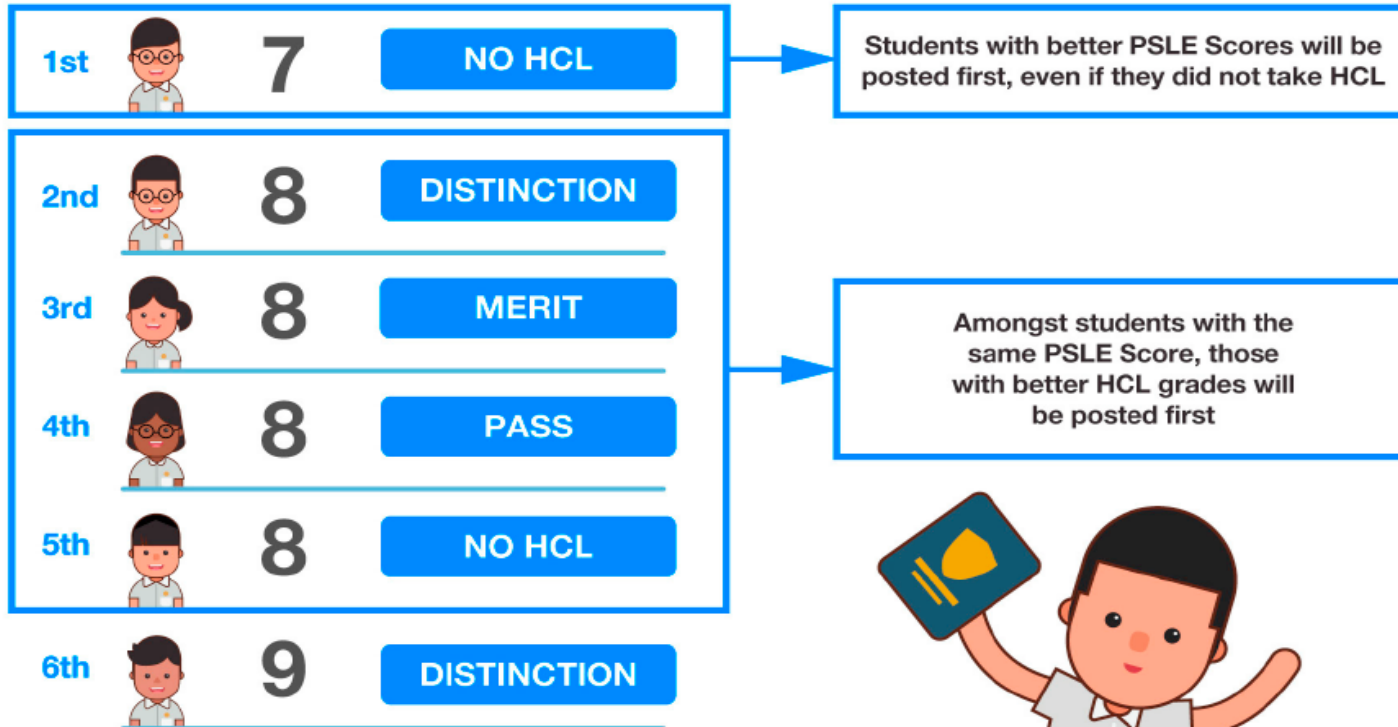 1st 7 NO HCL
Students with better PSLE Scores will be
posted first, even if they did not take HCL
2nd 8 DISTINCTION
3rd 8 MERIT
4th 8 PASS
5th 8 NO HCL
Amongst students with the
same PSLE Score, those
with better HCL grades will
be posted first
6th 9 DISTINCTION